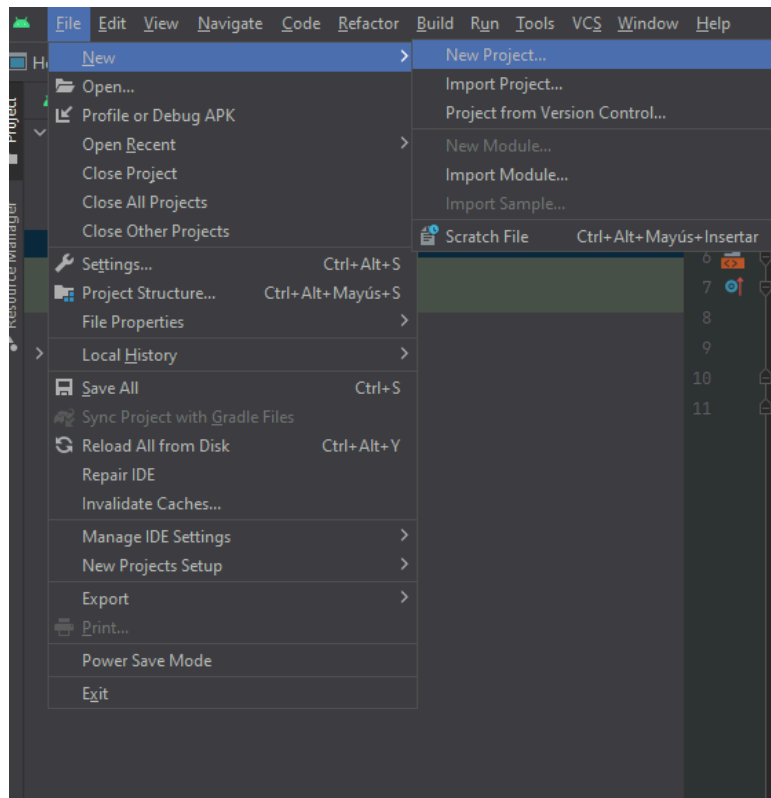 File Edit View Navigate Code Refactor Build Run Tools VCS Window Help
New
Open...
Profile or Debug APK
Open Recent
Close Project
Close All Projects
Close Other Projects
Settings... Ctrl+Alt+S
Project Structure... Ctrl+Alt+Mayús+S
File Properties
Local History
Save All Ctrl+S
Sync Project with Gradle Files
Reload All from Disk Ctrl+Alt+Y
Repair IDE
Invalidate Caches...
Manage IDE Settings
New Projects Setup
Export
Print...
Power Save Mode
Exit
New Project...
Import Project...
Project from Version Control...
New Module...
Import Module...
Import Sample...
Scratch File Ctrl+Alt+Mayús+Insertar
Project
Resource Manager
6
7
8
9
10
11